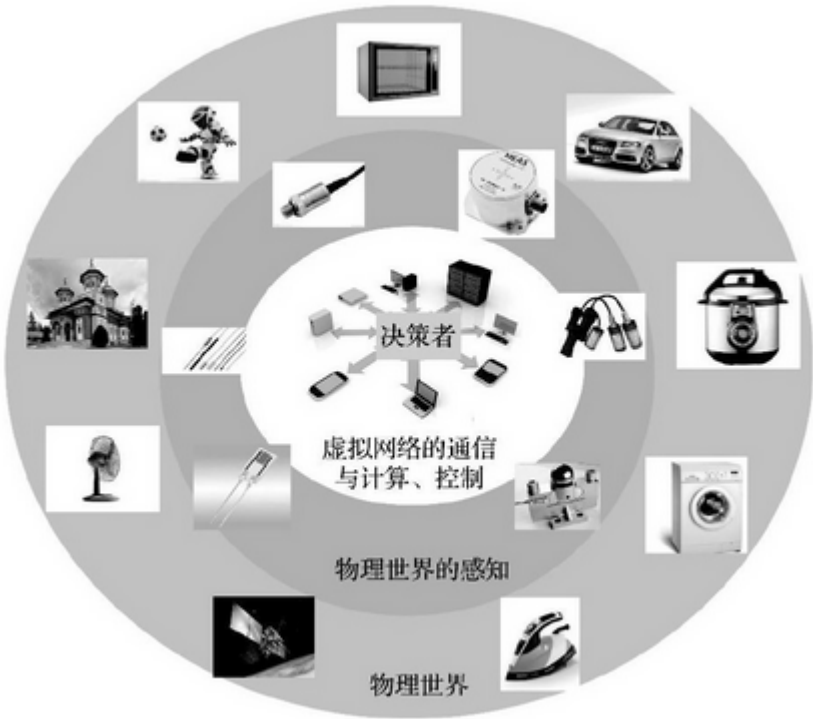 决策者
虚拟网络的通信
与计算、控制
物理世界的感知
物理世界